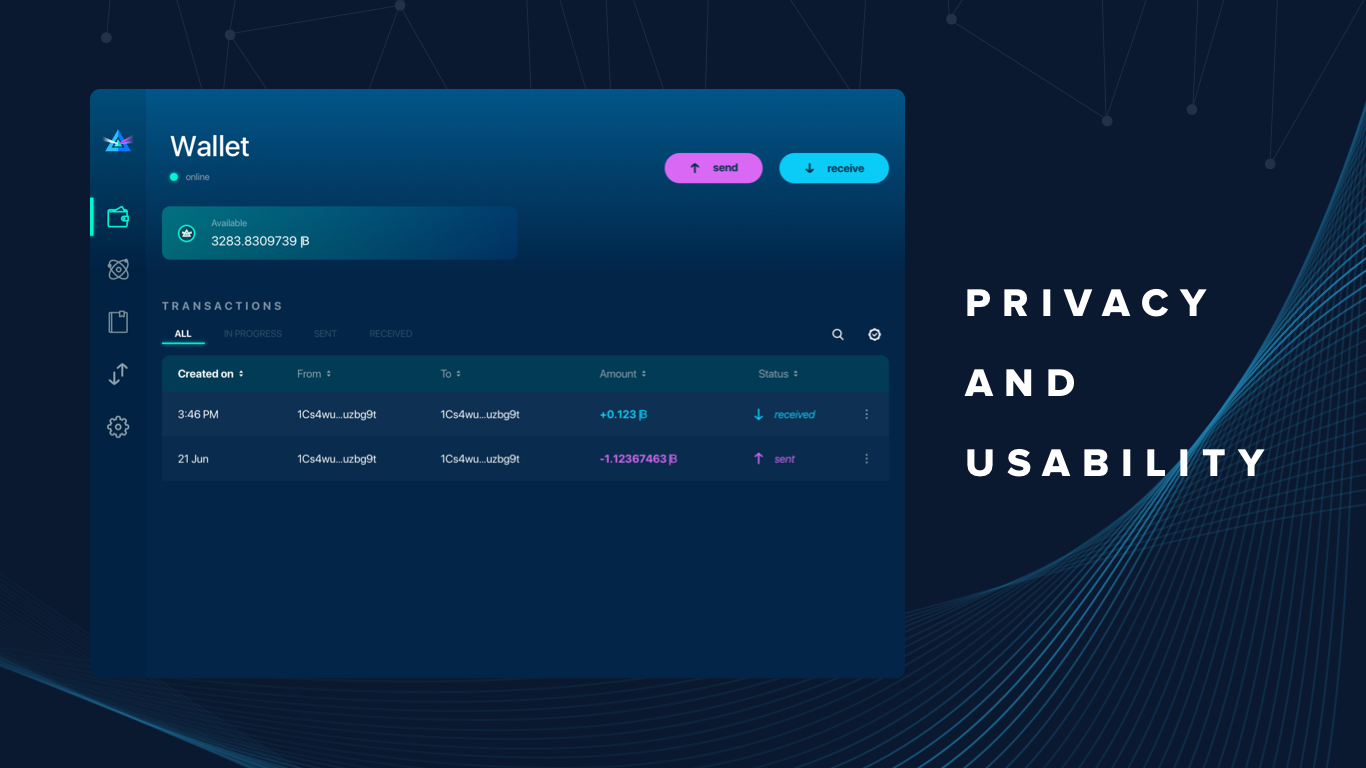 Wallet
online
send
receive
Available
3283.8309739 ᗸ
TRANSACTIONS
ALL IN PROGRESS SENT RECEIVED
Created on From To Amount Status
3:46 PM 1Cs4wu...uzbg9t 1Cs4wu...uzbg9t +0.123 ᗸ received
21 Jun 1Cs4wu...uzbg9t 1Cs4wu...uzbg9t -1.12367463 ᗸ sent
PRIVACY
AND
USABILITY